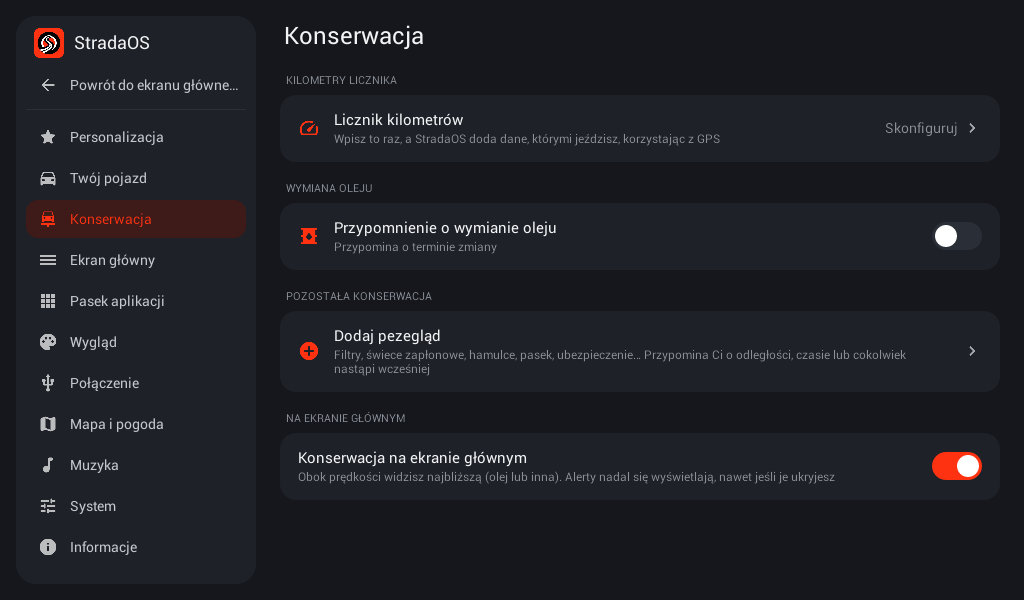 StradaOS
Powrót do ekranu główne...
Personalizacja
Twój pojazd
Konserwacja
Ekran główny
Pasek aplikacji
Wygląd
Połączenie
Mapa i pogoda
Muzyka
System
Informacje
Konserwacja
KILOMETRY LICZNIKA
Licznik kilometrów
Wpisz to raz, a StradaOS doda dane, którymi jeździsz, korzystając z GPS
Skonfiguruj
WYMIANA OLEJU
Przypomnienie o wymianie oleju
Przypomina o terminie zmiany
POZOSTAŁA KONSERWACJA
Dodaj pezegląd
Filtry, świece zapłonowe, hamulce, pasek, ubezpieczenie... Przypomina Ci o odległości, czasie lub cokolwiek
nastąpi wcześniej
NA EKRANIE GŁÓWNYM
Konserwacja na ekranie głównym
Obok prędkości widzisz najbliższą (olej lub inna). Alerty nadal się wyświetlają, nawet jeśli je ukryjesz